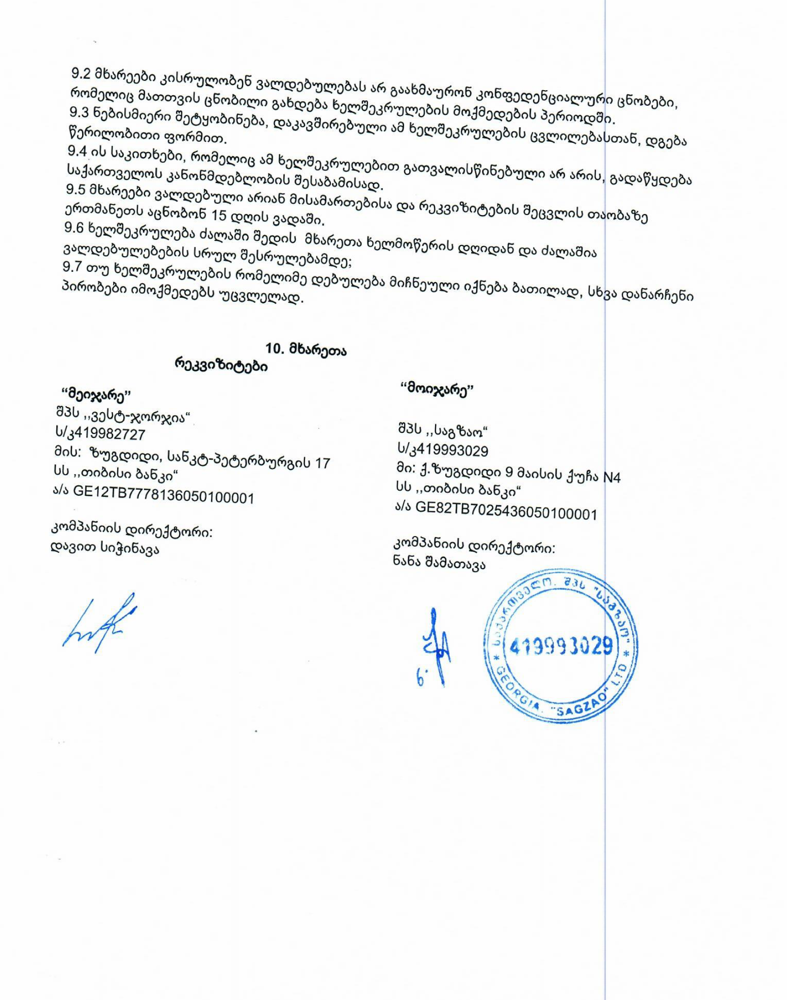 9.2 მხარეები კისრულობენ ვალდებულებას არ გაახმაურონ კონფედენციალური ცნობები,
რომელიც მათთვის ცნობილი გახდება ხელშეკრულების მოქმედების პერიოდში.
9.3 ნებისმიერი შეტყობინება, დაკავშირებული ამ ხელშეკრულების ცვლილებასთან, დგება
წერილობითი ფორმით.
9.4 ის საკითხები, რომელიც ამ ხელშეკრულებით გათვალისწინებული არ არის, გადაწყდება
საქართველოს კანონმდებლობის შესაბამისად.
9.5 მხარეები ვალდებული არიან მისამართებისა და რეკვიზიტების შეცვლის თაობაზე
ერთმანეთს აცნობონ 15 დღის ვადაში.
9.6 ხელშეკრულება ძალაში შედის მხარეთა ხელმოწერის დღიდან და ძალაშია
ვალდებულებების სრულ შესრულებამდე;
9.7 თუ ხელშეკრულების რომელიმე დებულება მიჩნეული იქნება ბათილად, სხვა დანარჩენი
პირობები იმოქმედებს უცვლელად.
10. მხარეთა
რეკვიზიტები
“მეიჯარე”
შპს ,,ვესტ-ჯორჯია“
ს/კ419982727
მის: ზუგდიდი, სანკტ-პეტერბურგის 17
სს ,,თიბისი ბანკი“
ა/ა GE12TB7778136050100001
კომპანიის დირექტორი:
დავით სიჭინავა
“მოიჯარე”
შპს ,,საგზაო“
ს/კ419993029
მი: ქ.ზუგდიდი 9 მაისის ქუჩა N4
სს ,,თიბისი ბანკი“
ა/ა GE82TB7025436050100001
კომპანიის დირექტორი:
ნანა შამათავა
* საქართველო. შპს "საგზაო" *
419993029
GEORGIA. "SAGZAO" LTD